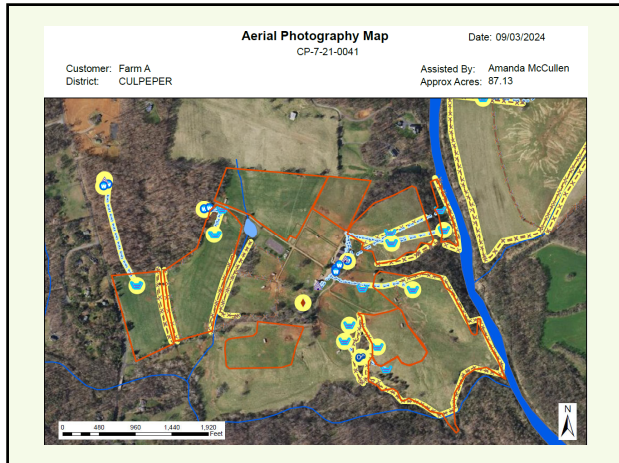 Aerial Photography Map
Date: 09/03/2024
CP-7-21-0041
Customer: Farm A
Assisted By: Amanda McCullen
District: CULPEPER
Approx Acres: 87.13
N
0 480 960 1,440 1,920
Feet